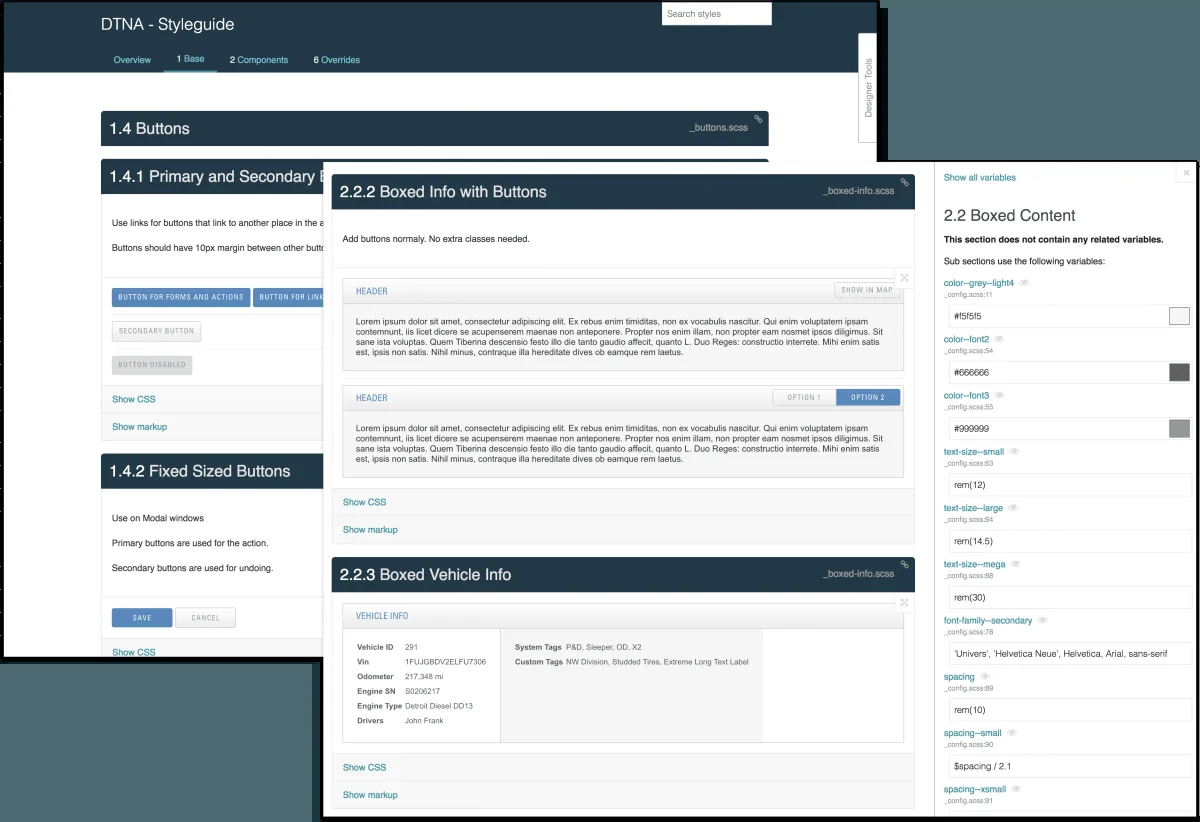 DTNA - Styleguide
Search styles
Overview
1 Base
2 Components
6 Overrides
Designer Tools
1.4 Buttons
_buttons.scss
1.4.1 Primary and Secondary
Use links for buttons that link to another place in the
Buttons should have 10px margin between other
BUTTON FOR FORMS AND ACTIONS
BUTTON FOR
SECONDARY BUTTON
BUTTON DISABLED
Show CSS
Show markup
1.4.2 Fixed Sized Buttons
Use on Modal windows
Primary buttons are used for the action.
Secondary buttons are used for undoing.
SAVE
CANCEL
Show CSS
2.2.2 Boxed Info with Buttons
_boxed-info.scss
Add buttons normaly. No extra classes needed.
HEADER
SHOW IN MAP
Lorem ipsum dolor sit amet, consectetur adipiscing elit. Ex rebus enim timiditas, non ex vocabulis nascitur. Qui enim voluptatem ipsam
contemnunt, iis licet dicere se acupenserem maenae non anteponere. Propter nos enim illam, non propter eam nosmet ipsos diligimus. Sit
sane ista voluptas. Quem Tiberina descensio festo illo die tanto gaudio affecit, quanto L. Duo Reges: constructio interrete. Mihi enim satis
est, ipsis non satis. Nihil minus, contraque illa hereditate dives ob eamque rem laetus.
HEADER
OPTION 1
OPTION 2
Lorem ipsum dolor sit amet, consectetur adipiscing elit. Ex rebus enim timiditas, non ex vocabulis nascitur. Qui enim voluptatem ipsam
contemnunt, iis licet dicere se acupenserem maenae non anteponere. Propter nos enim illam, non propter eam nosmet ipsos diligimus. Sit
sane ista voluptas. Quem Tiberina descensio festo illo die tanto gaudio affecit, quanto L. Duo Reges: constructio interrete. Mihi enim satis
est, ipsis non satis. Nihil minus, contraque illa hereditate dives ob eamque rem laetus.
Show CSS
Show markup
2.2.3 Boxed Vehicle Info
_boxed-info.scss
VEHICLE INFO
Vehicle ID 291
Vin 1FUJGBDV2ELFU7306
Odometer 217,348 mi
Engine SN S0206217
Engine Type Detroit Diesel DD13
Drivers John Frank
System Tags P&D, Sleeper, OD, X2
Custom Tags NW Division, Studded Tires, Extreme Long Text Label
Show CSS
Show markup
Show all variables
2.2 Boxed Content
This section does not contain any related variables.
Sub sections use the following variables:
color--grey--light4
_config.scss:11
#f5f5f5
color--font2
_config.scss:54
#666666
color--font3
_config.scss:55
#999999
text-size--small
_config.scss:63
rem(12)
text-size--large
_config.scss:64
rem(14.5)
text-size--mega
_config.scss:68
rem(30)
font-family--secondary
_config.scss:78
'Univers', 'Helvetica Neue', Helvetica, Arial, sans-serif
spacing
_config.scss:89
rem(10)
spacing--small
_config.scss:90
$spacing / 2.1
spacing--xsmall
_config.scss:91